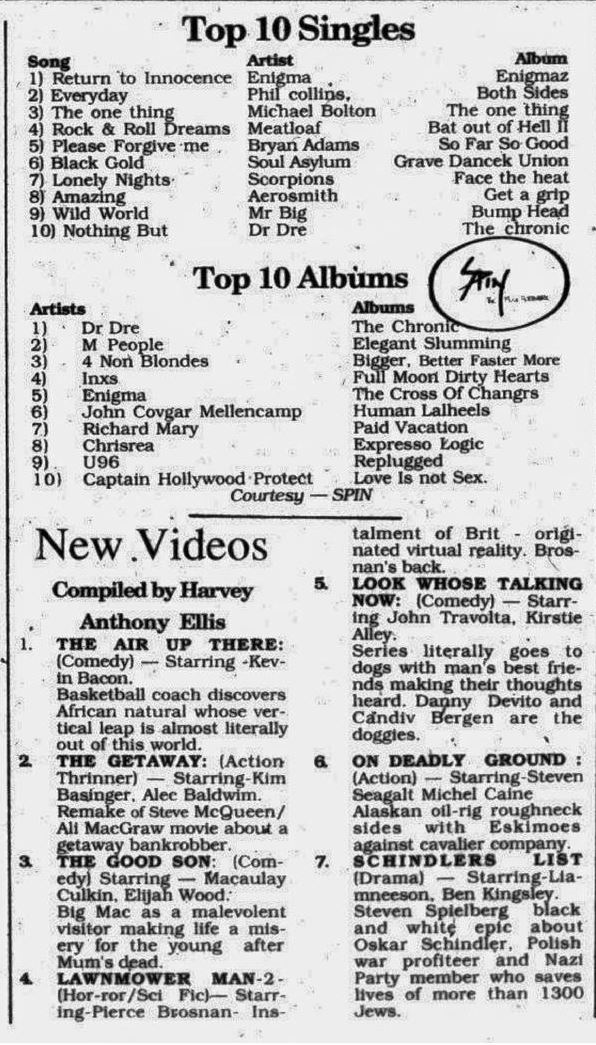 Top 10 Singles
Song Artist Album
1) Return to Innocence Enigma Enigmaz
2) Everyday Phil collins, Both Sides
3) The one thing Michael Bolton The one thing
4) Rock & Roll Dreams Meatloaf Bat out of Hell II
5) Please Forgive me Bryan Adams So Far So Good
6) Black Gold Soul Asylum Grave Dancek Union
7) Lonely Nights Scorpions Face the heat
8) Amazing Aerosmith Get a grip
9) Wild World Mr Big Bump Head
10) Nothing But Dr Dre The chronic
Top 10 Albums
SPIN
Artists Albums
1) Dr Dre The Chronic
2) M People Elegant Slumming
3) 4 Non Blondes Bigger, Better Faster More
4) Inxs Full Moon Dirty Hearts
5) Enigma The Cross Of Changrs
6) John Covgar Mellencamp Human Lalheels
7) Richard Mary Paid Vacation
8) Chrisrea Expresso Logic
9) U96 Replugged
10) Captain Hollywood Protect Love Is not Sex.
Courtesy — SPIN
New Videos
Compiled by Harvey
Anthony Ellis
1. THE AIR UP THERE:
(Comedy) — Starring -Kev-
in Bacon.
Basketball coach discovers
African natural whose ver-
tical leap is almost literally
out of this world.
2. THE GETAWAY: (Action
Thrinner) — Starring-Kim
Basinger, Alec Baldwim.
Remake of Steve McQueen/
Ali MacGraw movie about a
getaway bankrobber.
3. THE GOOD SON: (Com-
edy) Starring — Macaulay
Culkin, Elijah Wood.
Big Mac as a malevolent
visitor making life a mis-
ery for the young after
Mum's dead.
4. LAWNMOWER MAN-2-
(Hor-ror/Sci Fic)— Starr-
ing-Pierce Brosnan- Ins-
talment of Brit - origi-
nated virtual reality. Bros-
nan's back.
5. LOOK WHOSE TALKING
NOW: (Comedy) — Starr-
ing John Travolta, Kirstie
Alley.
Series literally goes to
dogs with man's best frie-
nds making their thoughts
heard. Danny Devito and
Candiv Bergen are the
doggies.
6. ON DEADLY GROUND :
(Action) — Starring-Steven
Seagalt Michel Caine
Alaskan oil-rig roughneck
sides with Eskimoes
against cavalier company.
7. SCHINDLERS LIST
(Drama) — Starring-Lia-
mneeson, Ben Kingsley.
Steven Spielberg black
and white epic about
Oskar Schindler, Polish
war profiteer and Nazi
Party member who saves
lives of more than 1300
Jews.